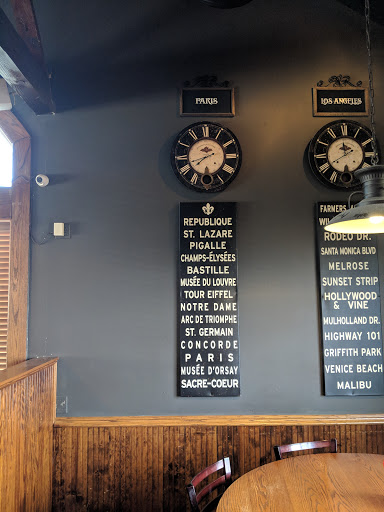 PARIS
LOS ANGELES
REPUBLIQUE
ST. LAZARE
PIGALLE
CHAMPS-ÉLYSÉES
BASTILLE
MUSÉE DU LOUVRE
TOUR EIFFEL
NOTRE DAME
ARC DE TRIOMPHE
ST. GERMAIN
CONCORDE
PARIS
MUSÉE D'ORSAY
SACRE-COEUR
FARMERS
RODEO DR.
SANTA MONICA BLVD
MELROSE
SUNSET STRIP
HOLLYWOOD
& VINE
MULHOLLAND DR.
HIGHWAY 101
GRIFFITH PARK
VENICE BEACH
MALIBU